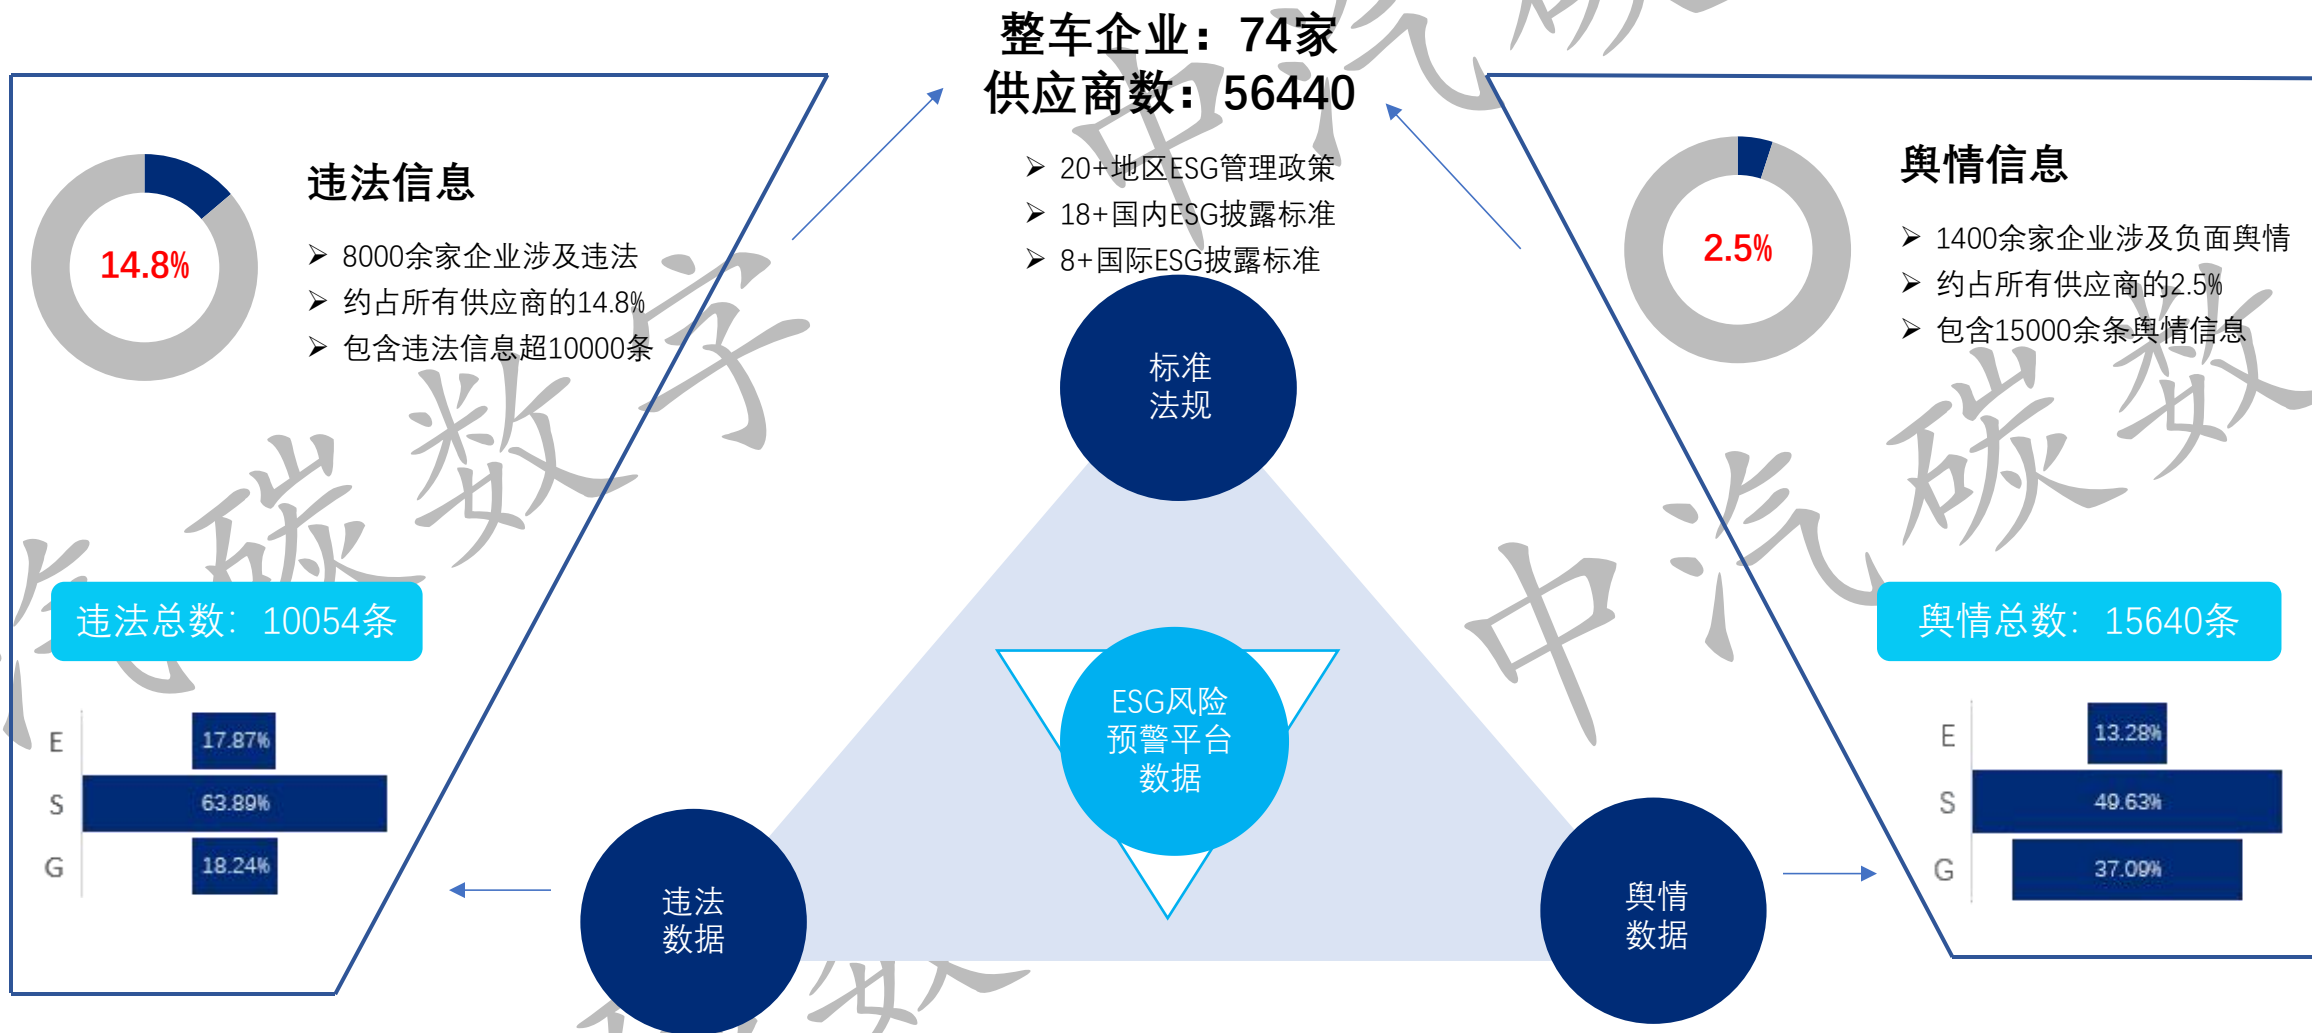 整车企业：74家
供应商数：56440
20+地区ESG管理政策
18+国内ESG披露标准
8+国际ESG披露标准
违法信息
14.8%
8000余家企业涉及违法
约占所有供应商的14.8%
包含违法信息超10000条
违法总数：10054条
E
17.87%
S
63.89%
G
18.24%
标准
法规
ESG风险
预警平台
数据
违法
数据
舆情
数据
舆情信息
2.5%
1400余家企业涉及负面舆情
约占所有供应商的2.5%
包含15000余条舆情信息
舆情总数：15640条
E
13.28%
S
49.63%
G
37.09%
汽碳数字
中汽碳
中汽碳数
碳数